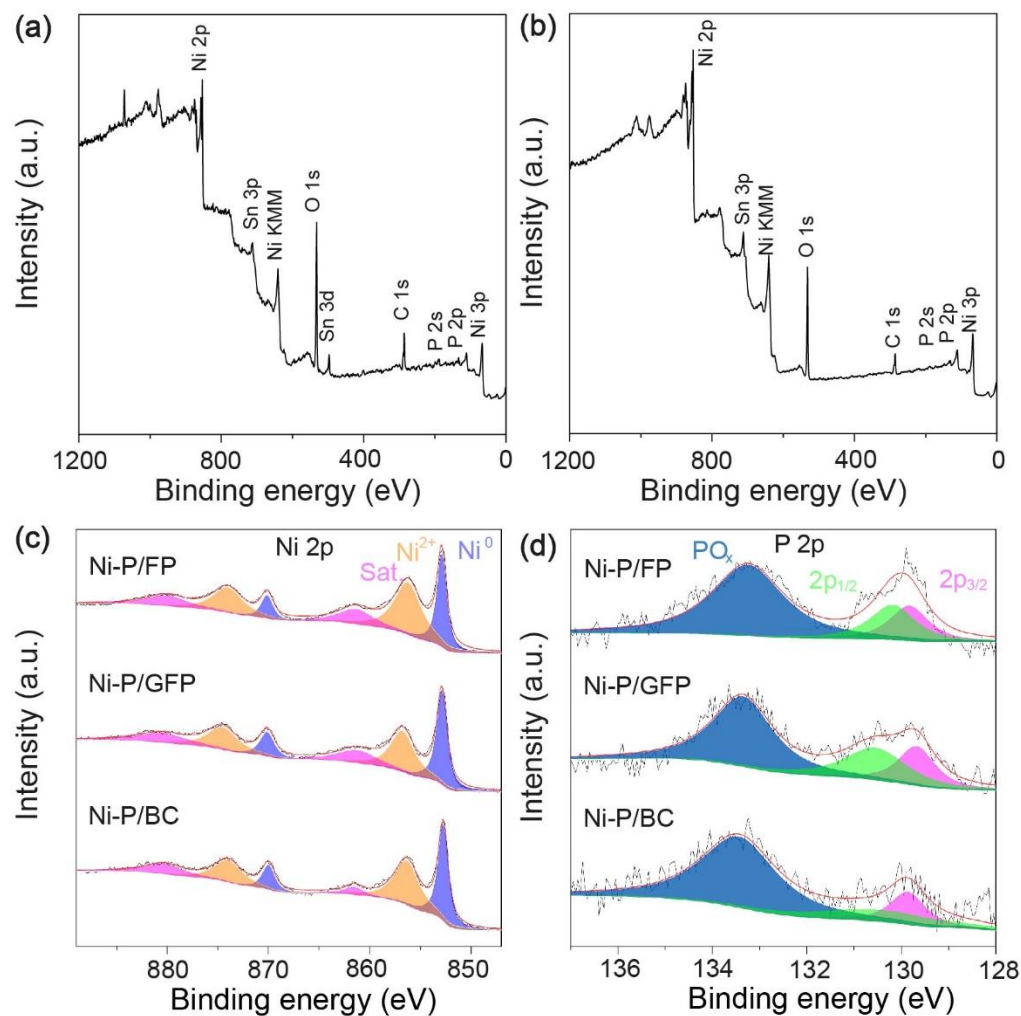 (a)
Ni 2p
Sn 3p
Ni KMM
O 1s
Sn 3d
C 1s
P 2s
P 2p
Ni 3p
Intensity (a.u.)
1200 800 400 0
Binding energy (eV)
(b)
Ni 2p
Sn 3p
Ni KMM
O 1s
C 1s
P 2s
P 2p
Ni 3p
Intensity (a.u.)
1200 800 400 0
Binding energy (eV)
(c)
Ni 2p
Sat.
Ni²⁺
Ni⁰
Ni-P/FP
Ni-P/GFP
Ni-P/BC
Intensity (a.u.)
880 870 860 850
Binding energy (eV)
(d)
POₓ
P 2p
2p₁/₂
2p₃/₂
Ni-P/FP
Ni-P/GFP
Ni-P/BC
Intensity (a.u.)
136 134 132 130 128
Binding energy (eV)